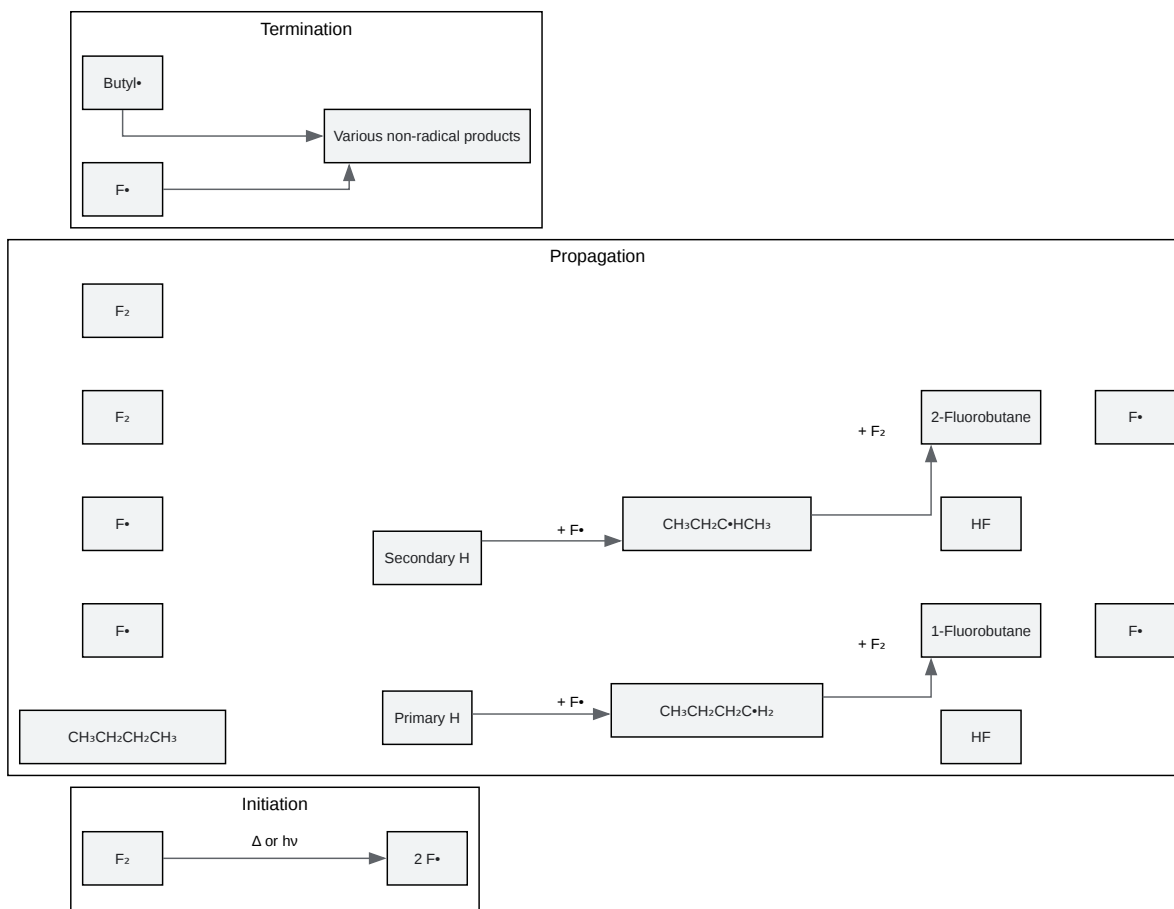 Termination
Butyl•
Various non-radical products
F•
Propagation
F₂
F₂
+ F₂
2-Fluorobutane
F•
F•
+ F•
CH₃CH₂C•HCH₃
HF
Secondary H
F•
+ F₂
1-Fluorobutane
F•
Primary H
+ F•
CH₃CH₂CH₂C•H₂
HF
CH₃CH₂CH₂CH₃
Initiation
F₂
Δ or hν
2 F•